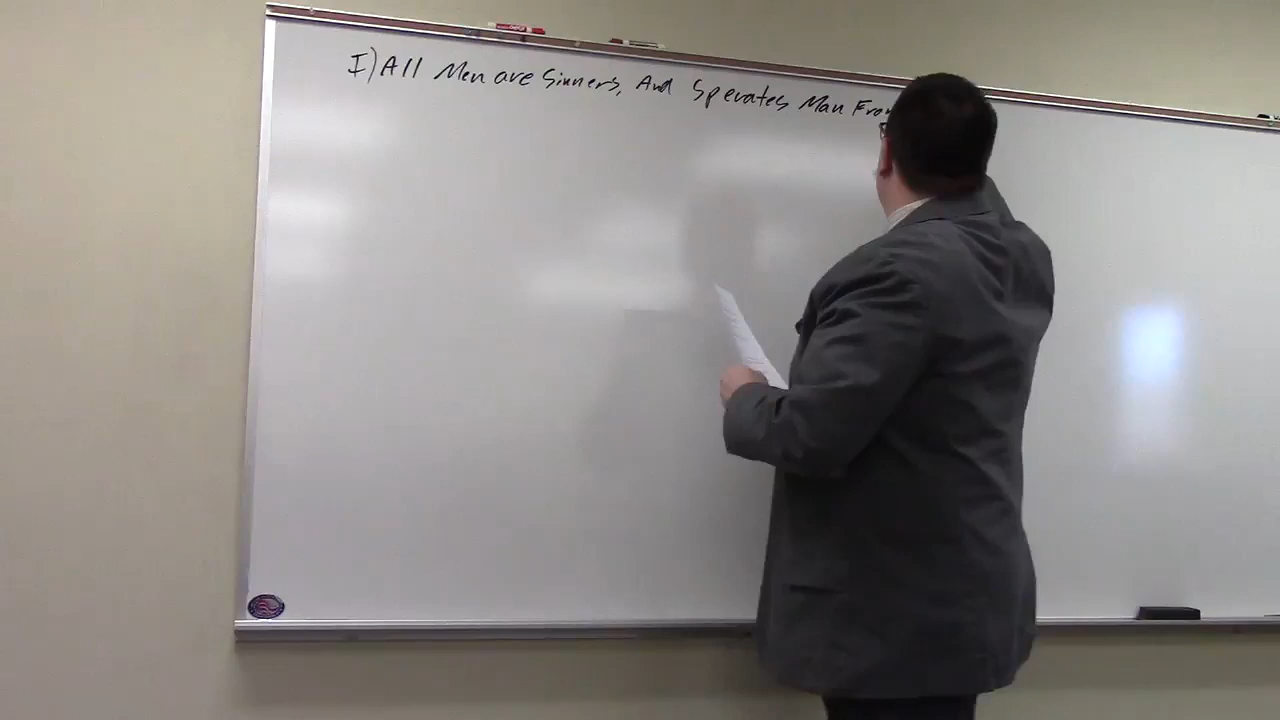 I) All Men are Sinners, And Sperates Man From